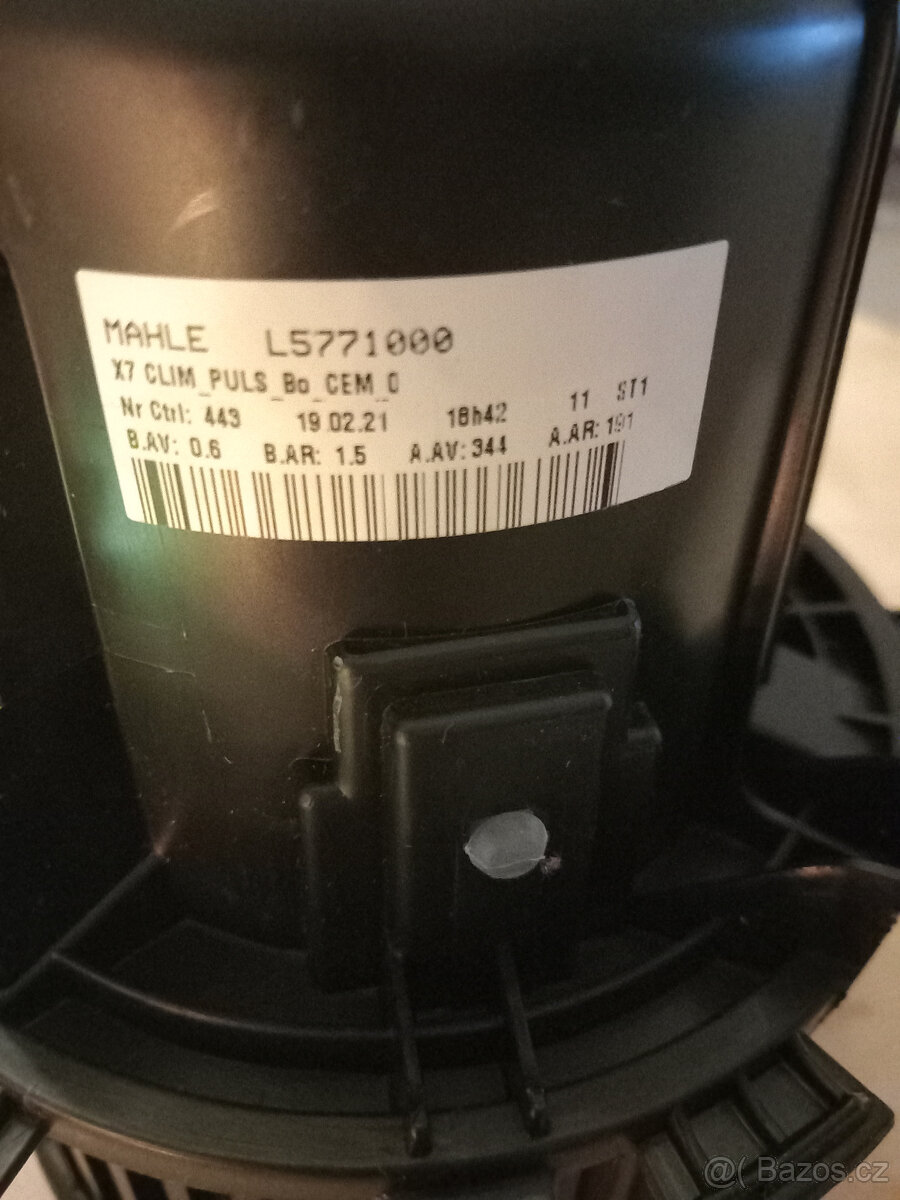 MAHLE L5771000
X7 CLIM_PULS_Bo_CEM_0
Nr Ctrl: 443 19.02.21 18h42 11 ST1
B.AV: 0.6 B.AR: 1.5 A.AV: 344 A.AR: 191
@( Bazos.cz